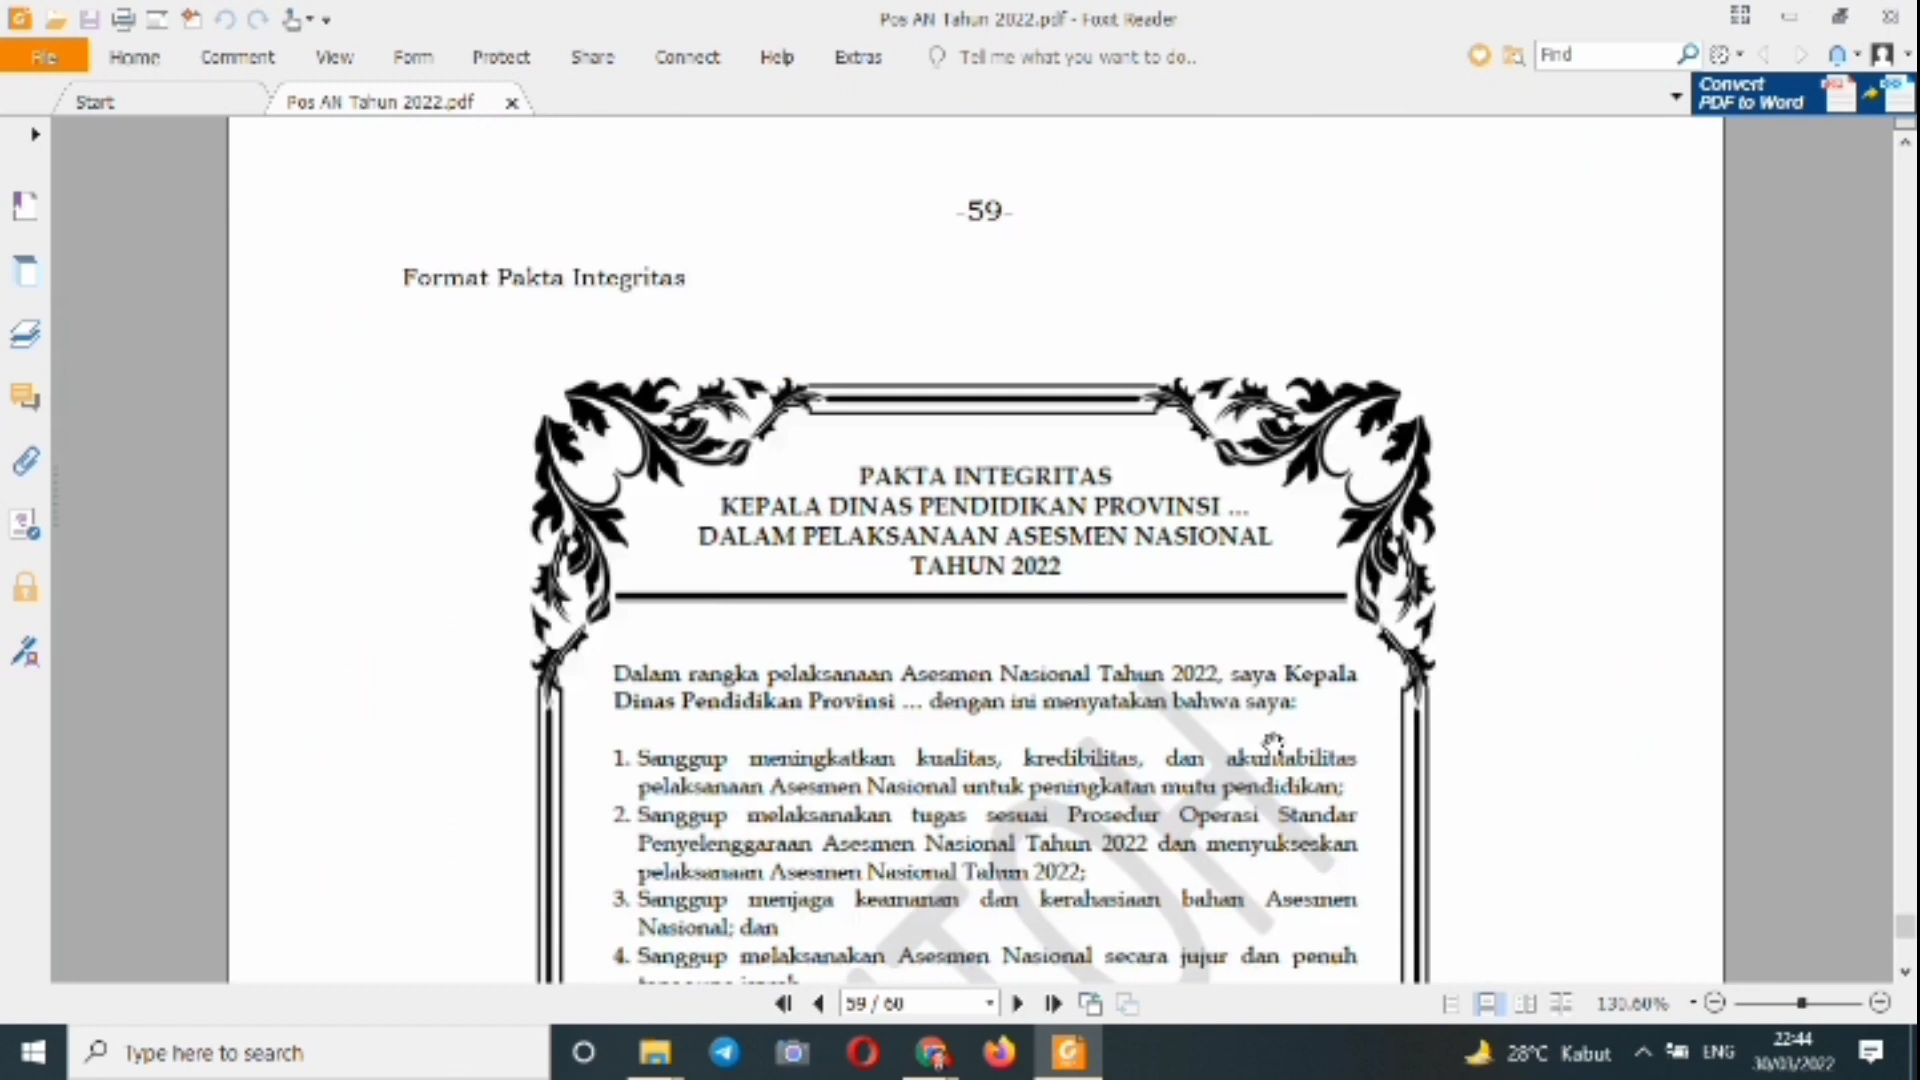 Pos AN Tahun 2022.pdf - Foxit Reader
File Home Comment View Form Protect Share Connect Help Extras Tell me what you want to do.. Find
Start Pos AN Tahun 2022.pdf
Convert
PDF to Word
-59-
Format Pakta Integritas
PAKTA INTEGRITAS
KEPALA DINAS PENDIDIKAN PROVINSI ...
DALAM PELAKSANAAN ASESMEN NASIONAL
TAHUN 2022
Dalam rangka pelaksanaan Asesmen Nasional Tahun 2022, saya Kepala
Dinas Pendidikan Provinsi ... dengan ini menyatakan bahwa saya:
1. Sanggup meningkatkan kualitas, kredibilitas, dan akuntabilitas
pelaksanaan Asesmen Nasional untuk peningkatan mutu pendidikan;
2. Sanggup melaksanakan tugas sesuai Prosedur Operasi Standar
Penyelenggaraan Asesmen Nasional Tahun 2022 dan menyukseskan
pelaksanaan Asesmen Nasional Tahun 2022;
3. Sanggup menjaga keamanan dan kerahasiaan bahan Asesmen
Nasional; dan
4. Sanggup melaksanakan Asesmen Nasional secara jujur dan penuh
59 / 60
130.60%
Type here to search
28°C Kabut
ENG
22:44
30/03/2022